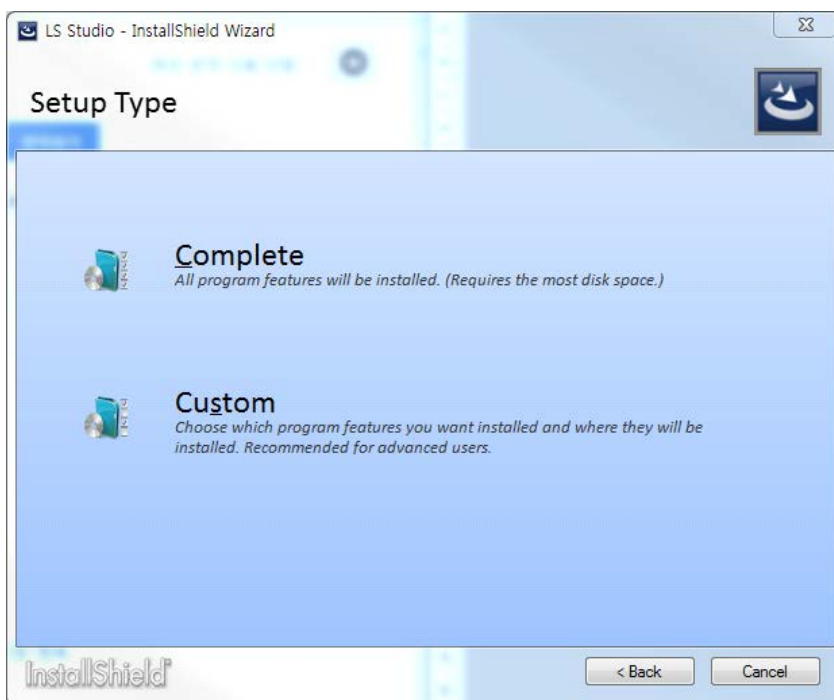 LS Studio - InstallShield Wizard
Setup Type
Complete
All program features will be installed. (Requires the most disk space.)
Custom
Choose which program features you want installed and where they will be
installed. Recommended for advanced users.
InstallShield
< Back
Cancel